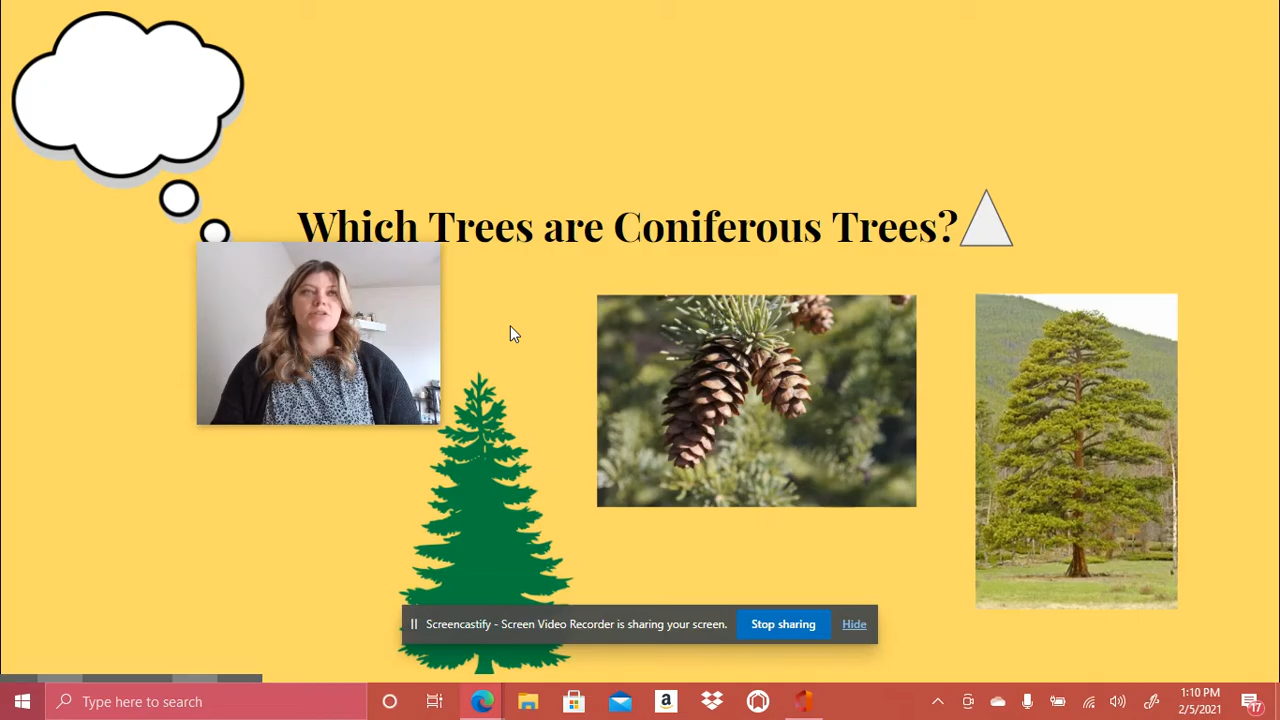 Which Trees are Coniferous Trees?
Screencastify - Screen Video Recorder is sharing your screen.
Stop sharing
Hide
Type here to search
a
1:10 PM
2/5/2021
17